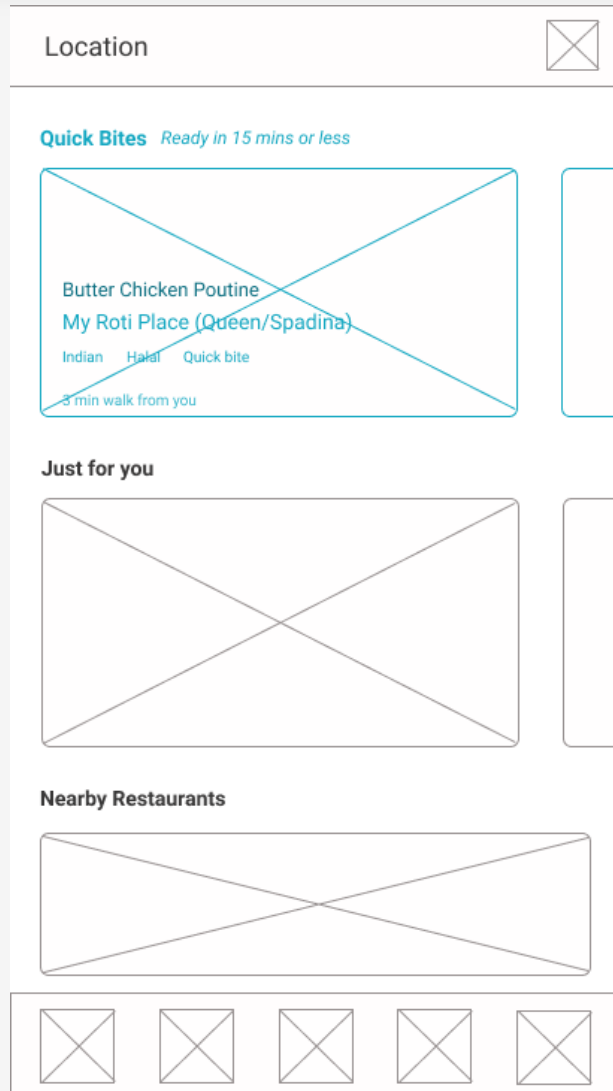 Location
Quick Bites Ready in 15 mins or less
Butter Chicken Poutine
My Roti Place (Queen/Spadina)
Indian Halal Quick bite
3 min walk from you
Just for you
Nearby Restaurants